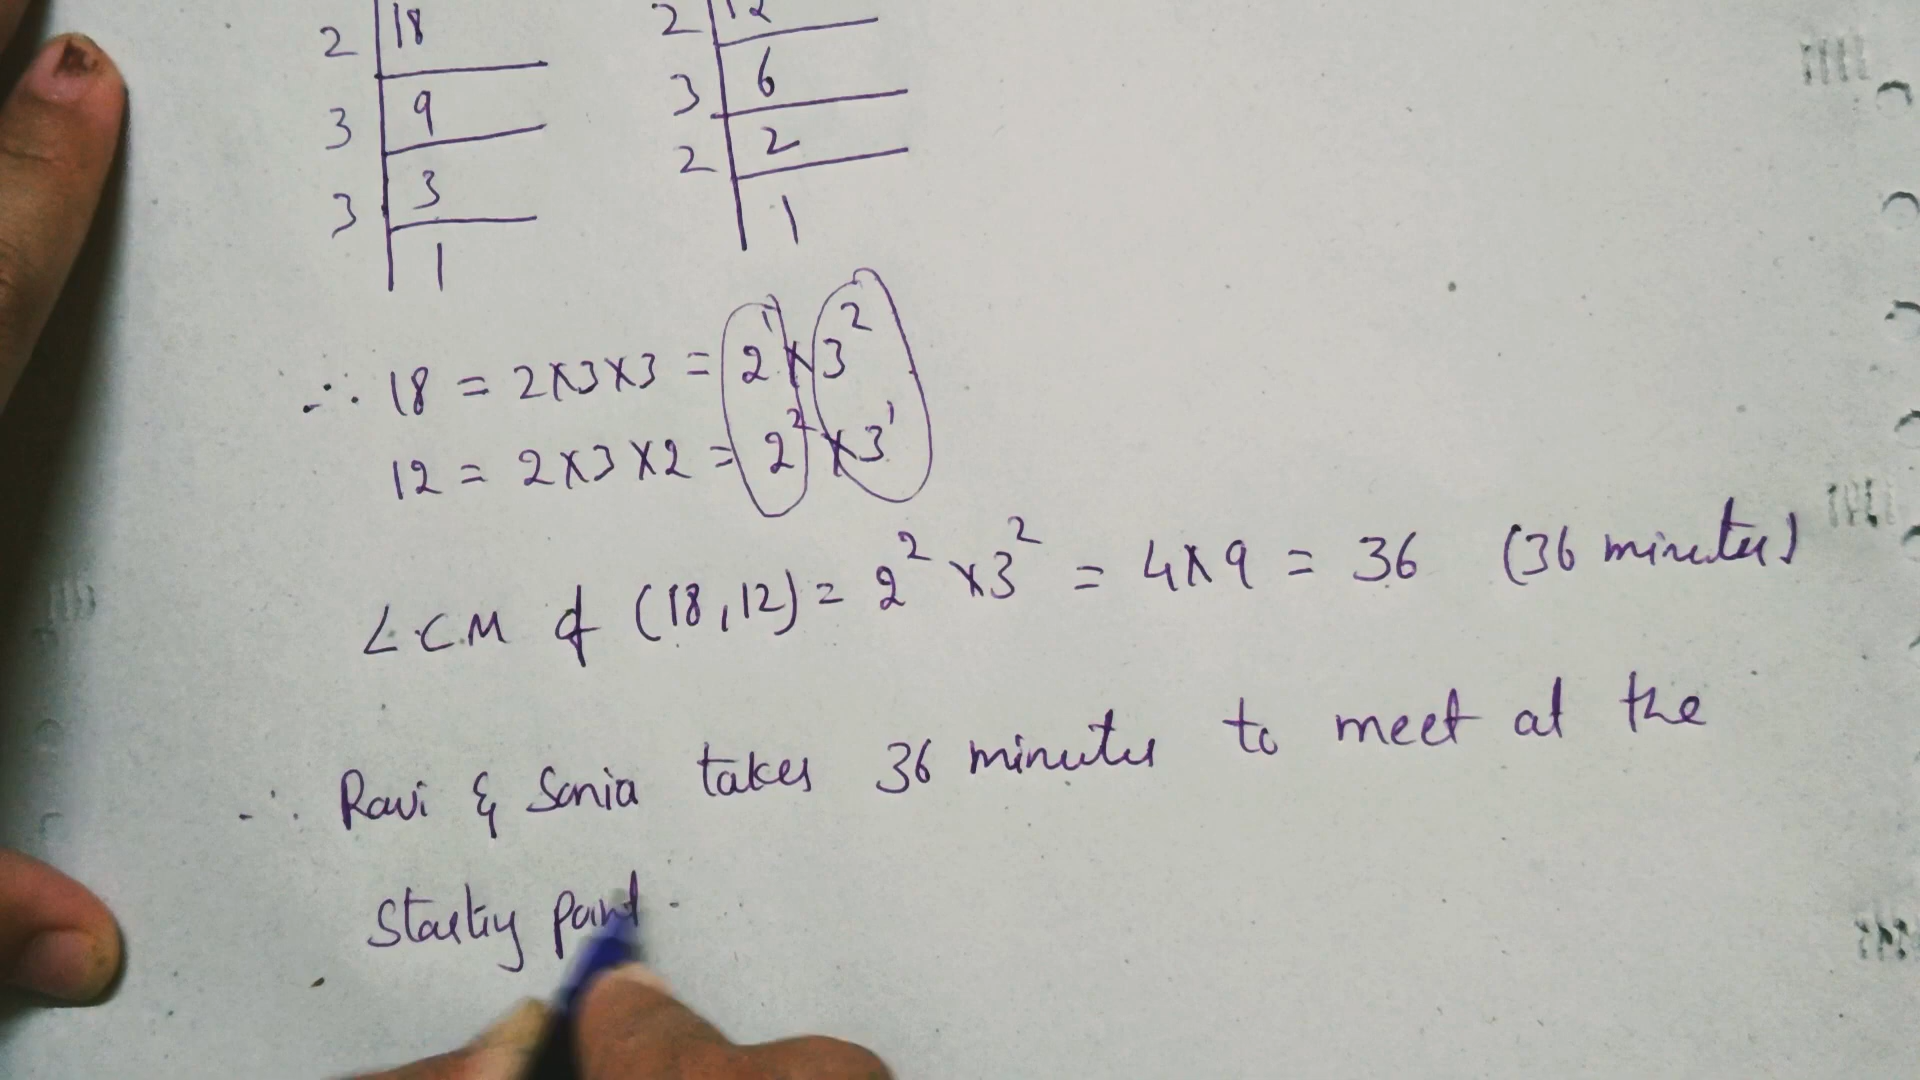 2 | 18 2 | 12
3 | 9 3 | 6
3 | 3 2 | 2
1 1
∴ 18 = 2×3×3 = 2¹×3²
12 = 2×3×2 = 2²×3¹
LCM of (18,12) = 2²×3² = 4×9 = 36 (36 minutes)
∴ Ravi & Sonia takes 36 minutes to meet at the
Starting point.